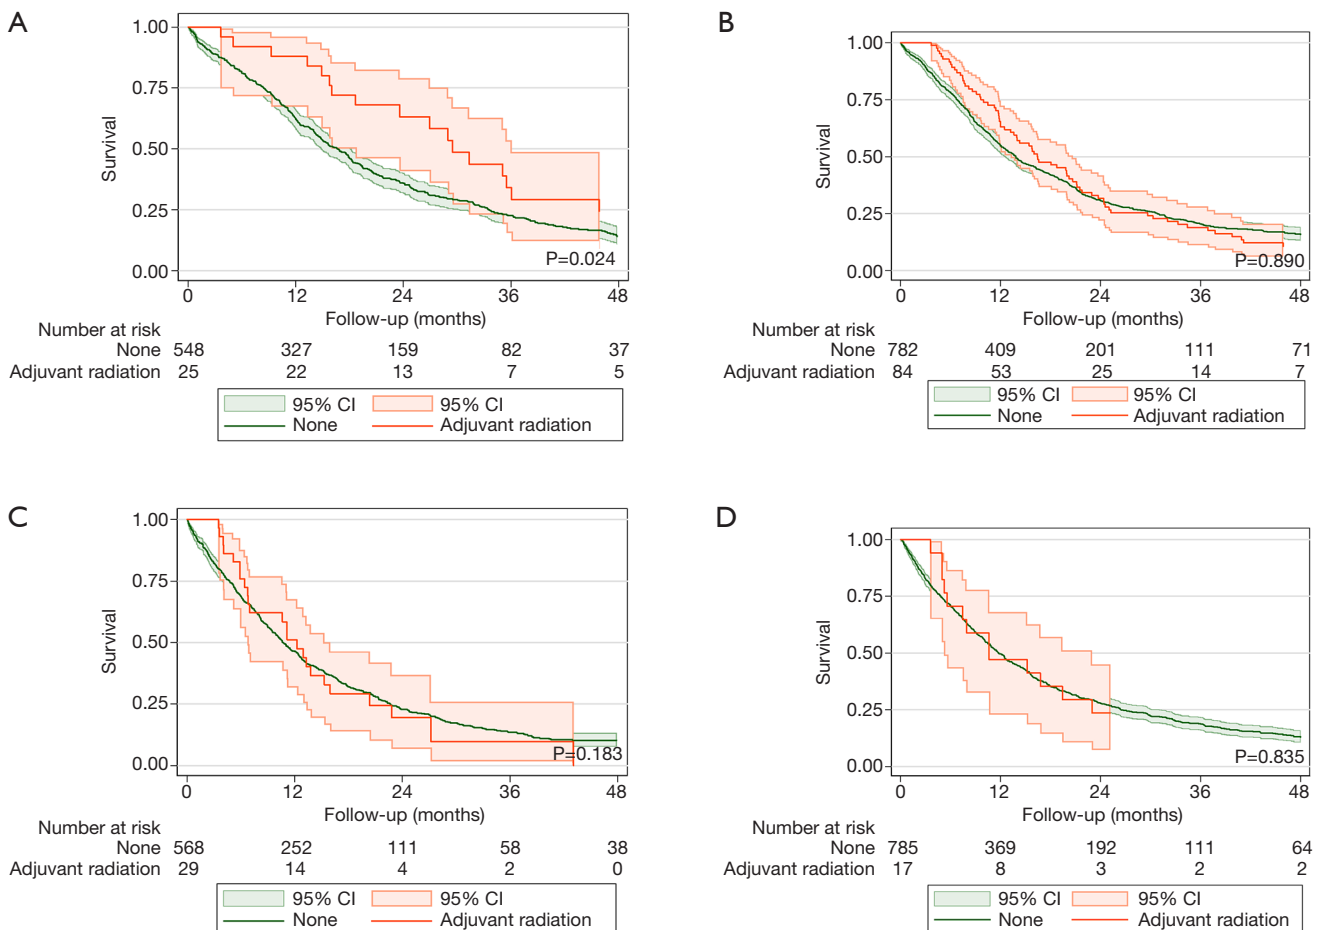 A
1.00
0.75
0.50
0.25
0.00
Survival
P=0.024
0 12 24 36 48
Follow-up (months)
Number at risk
None 548 327 159 82 37
Adjuvant radiation 25 22 13 7 5
95% CI 95% CI
None Adjuvant radiation
B
1.00
0.75
0.50
0.25
0.00
Survival
P=0.890
0 12 24 36 48
Follow-up (months)
Number at risk
None 782 409 201 111 71
Adjuvant radiation 84 53 25 14 7
95% CI 95% CI
None Adjuvant radiation
C
1.00
0.75
0.50
0.25
0.00
Survival
P=0.183
0 12 24 36 48
Follow-up (months)
Number at risk
None 568 252 111 58 38
Adjuvant radiation 29 14 4 2 0
95% CI 95% CI
None Adjuvant radiation
D
1.00
0.75
0.50
0.25
0.00
Survival
P=0.835
0 12 24 36 48
Follow-up (months)
Number at risk
None 785 369 192 111 64
Adjuvant radiation 17 8 3 2 2
95% CI 95% CI
None Adjuvant radiation